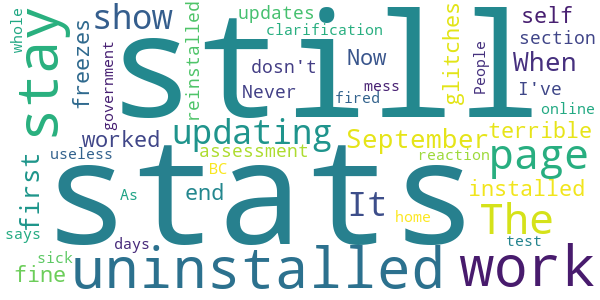 whole
stay
freezes
government
show
reinstalled
still
updates
clarification
dosn't
Never
Now
fired
mess
glitches
People
self
section
When
I've
online
updating
worked
assessment
September
terrible
page
useless
first
BC
reaction
installed
As
end
stats
It
The
home
says
days
test
sick
fine
uninstalled
work